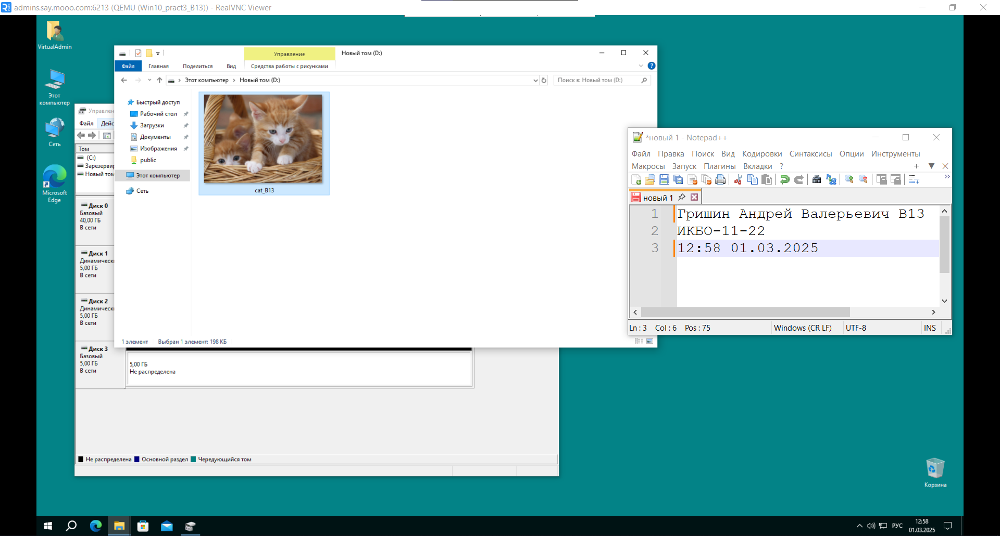 admins.say.mooo.com:6213 (QEMU (Win10_pract3_B13)) - RealVNC Viewer
VirtualAdmin
Этот
компьютер
Сеть
Microsoft
Edge
Управление
Новый том (D:)
Файл
Главная
Поделиться
Вид
Средства работы с рисунками
Этот компьютер
Новый том (D:)
Поиск в: Новый том (D:)
Быстрый доступ
Рабочий стол
Загрузки
Документы
Изображения
public
Этот компьютер
Сеть
cat_B13
1 элемент
Выбран 1 элемент: 198 КБ
Управлен
Файл
Дейс
Том
(C:)
Зарезервир
Новый том
Диск 0
Базовый
40,00 ГБ
В сети
Диск 1
Динамическ
5,00 ГБ
В сети
Диск 2
Динамическ
5,00 ГБ
В сети
Диск 3
Базовый
5,00 ГБ
В сети
5,00 ГБ
Не распределена
Не распределена
Основной раздел
Чередующийся том
*новый 1 - Notepad++
Файл Правка Поиск Вид Кодировки Синтаксисы Опции Инструменты
Макросы Запуск Плагины Вкладки ?
новый 1
1 Гришин Андрей Валерьевич B13
2 ИКБО-11-22
3 12:58 01.03.2025
Ln : 3 Col : 6 Pos : 75
Windows (CR LF)
UTF-8
INS
Корзина
РУС
12:58
01.03.2025